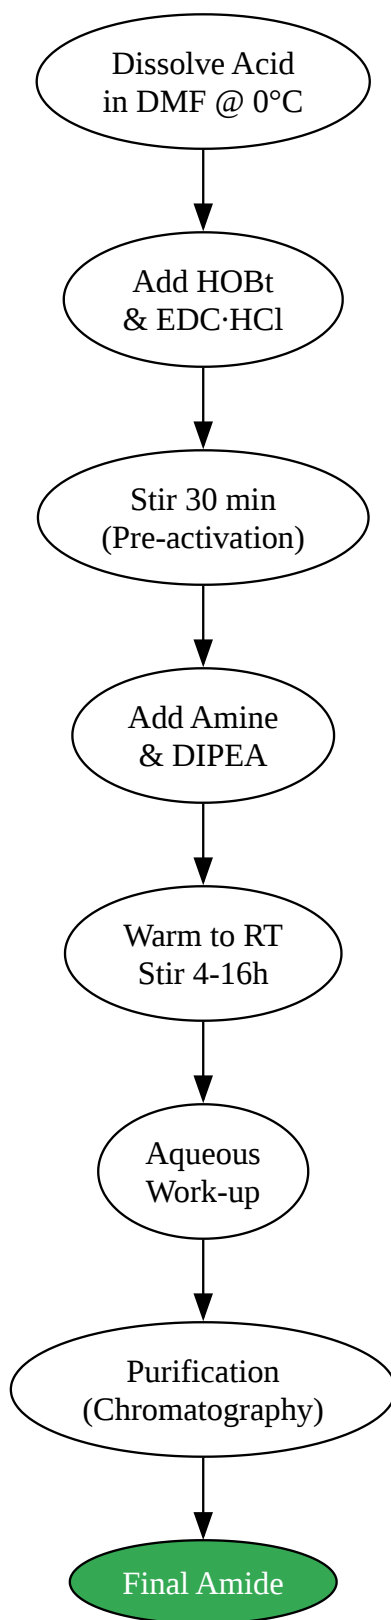 Dissolve Acid
in DMF @ 0°C
Add HOBt
& EDC·HCl
Stir 30 min
(Pre-activation)
Add Amine
& DIPEA
Warm to RT
Stir 4-16h
Aqueous
Work-up
Purification
(Chromatography)
Final Amide